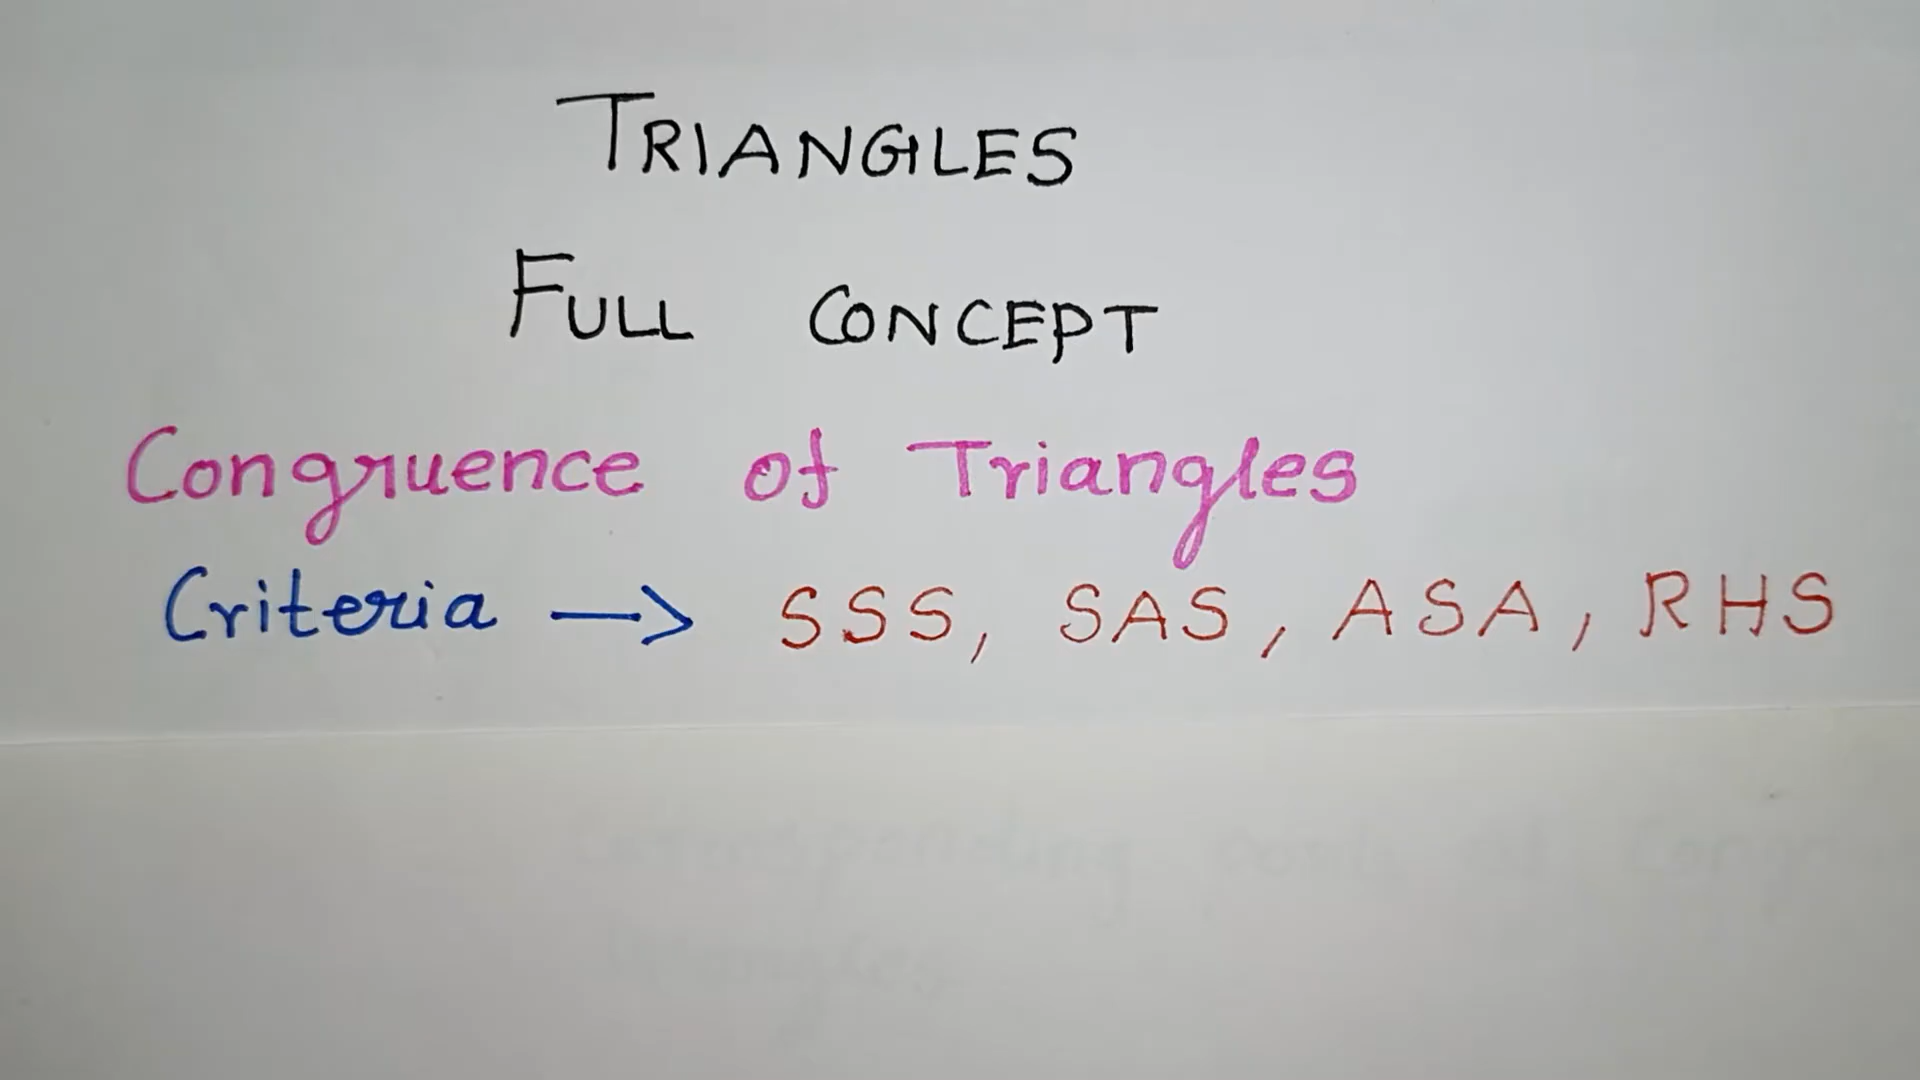 TRIANGLES
FULL CONCEPT
Congruence of Triangles
Criteria → SSS, SAS, ASA, RHS